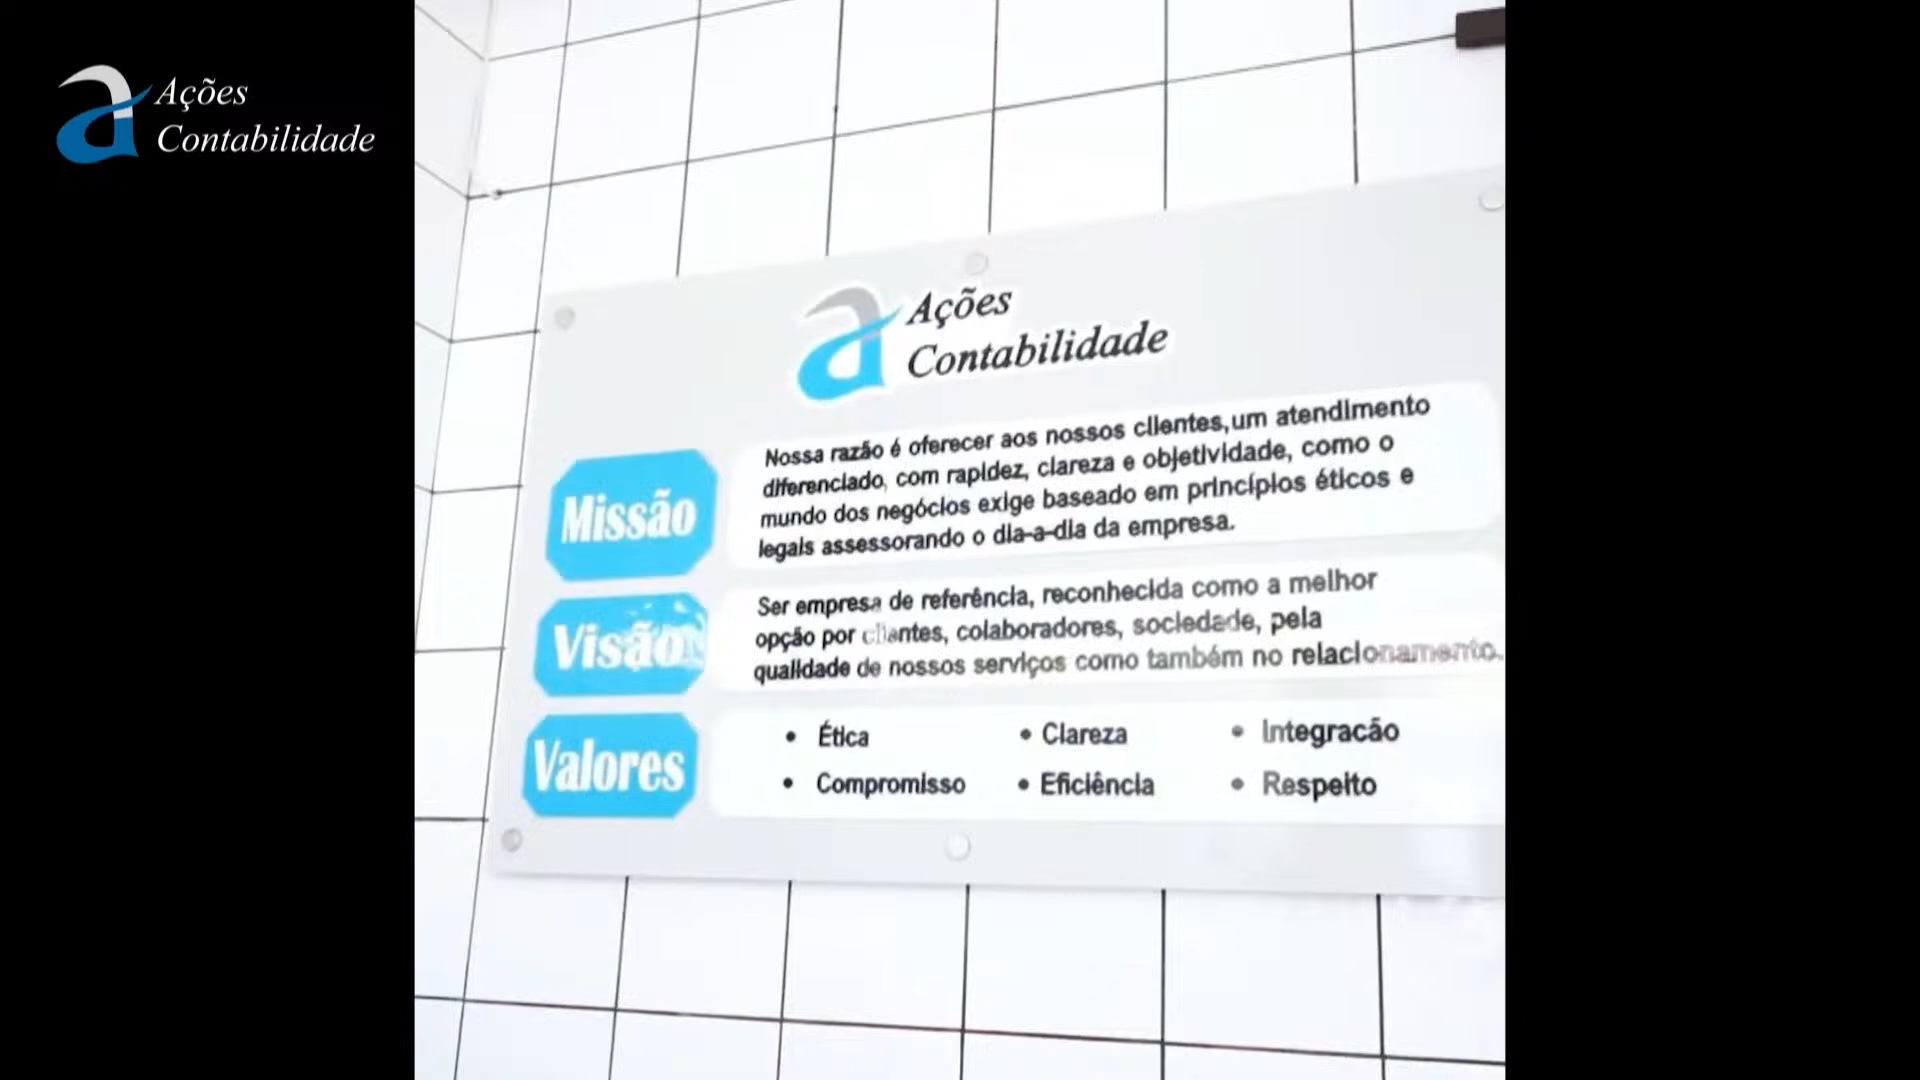 Ações
Contabilidade
Ações
Contabilidade
Missão
Nossa razão é oferecer aos nossos clientes,um atendimento
diferenciado, com rapidez, clareza e objetividade, como o
mundo dos negócios exige baseado em princípios éticos e
legais assessorando o dia-a-dia da empresa.
Visão
Ser empresa de referência, reconhecida como a melhor
opção por clientes, colaboradores, sociedade, pela
qualidade de nossos serviços como também no relacionamento.
Valores
• Ética • Clareza • Integração
• Compromisso • Eficiência • Respeito